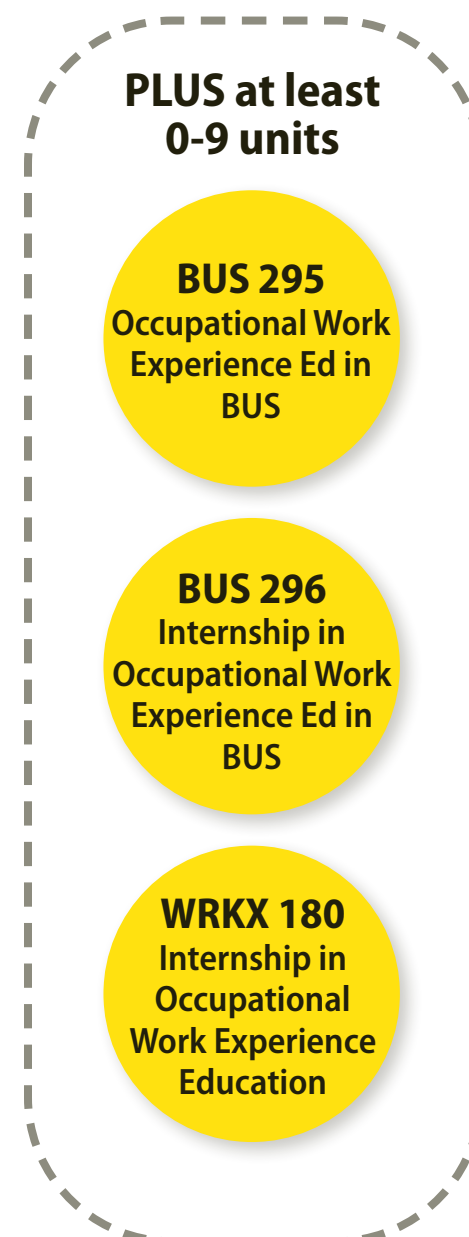 PLUS at least
0-9 units
BUS 295
Occupational Work
Experience Ed in
BUS
BUS 296
Internship in
Occupational Work
Experience Ed in
BUS
WRKX 180
Internship in
Occupational
Work Experience
Education